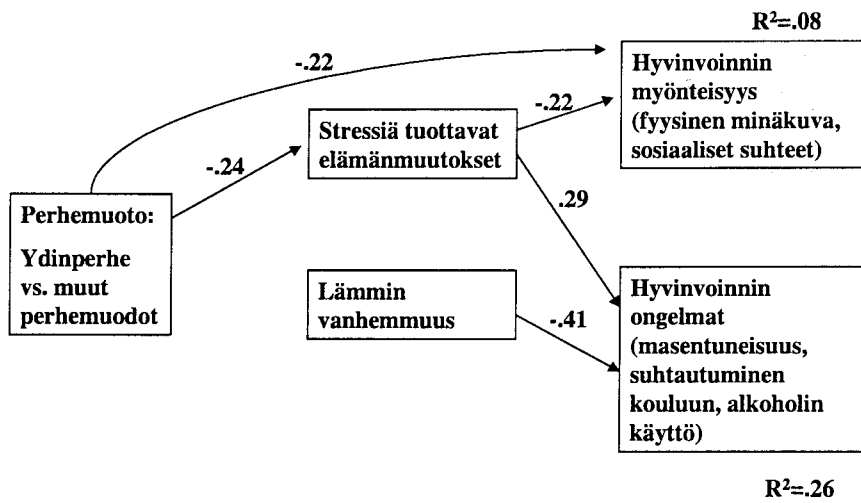 R²=.08
-.22
Hyvinvoinnin
myönteisyys
(fyysinen minäkuva,
sosiaaliset suhteet)
-.22
Stressiä tuottavat
elämänmuutokset
-.24
.29
Perhemuoto:
Ydinperhe
vs. muut
perhemuodot
Lämmin
vanhemmuus
-.41
Hyvinvoinnin
ongelmat
(masentuneisuus,
suhtautuminen
kouluun, alkoholin
käyttö)
R²=.26